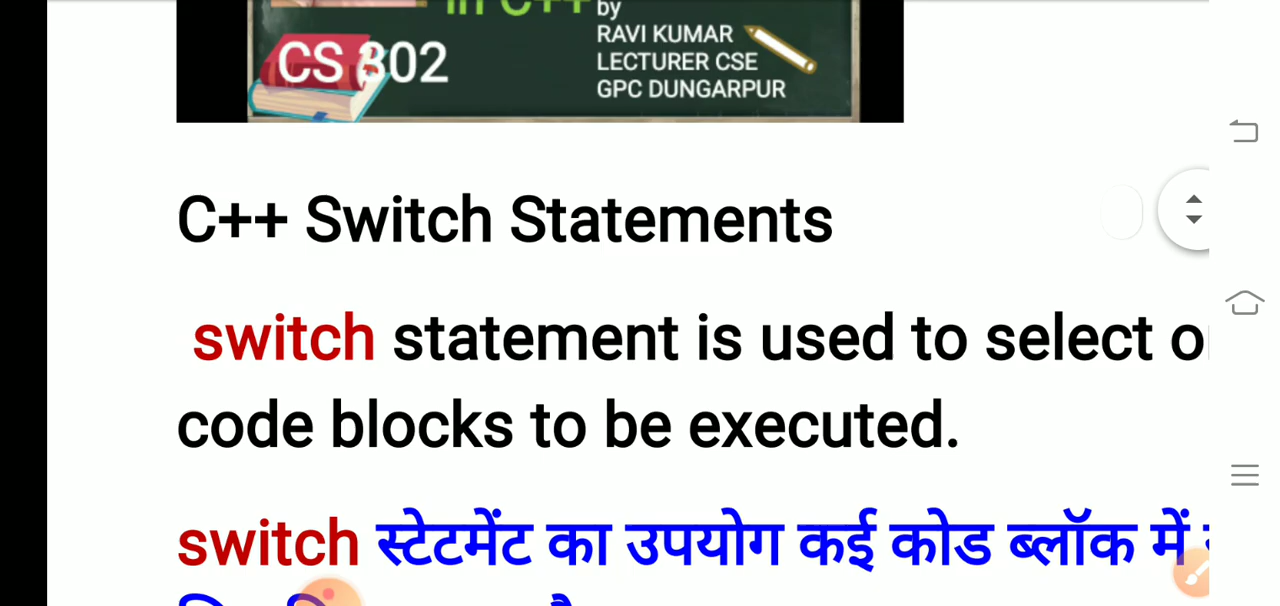 in C++
by
RAVI KUMAR
CS 302
LECTURER CSE
GPC DUNGARPUR
C++ Switch Statements
switch statement is used to select
code blocks to be executed.
switch स्टेटमेंट का उपयोग कई कोड ब्लॉक में